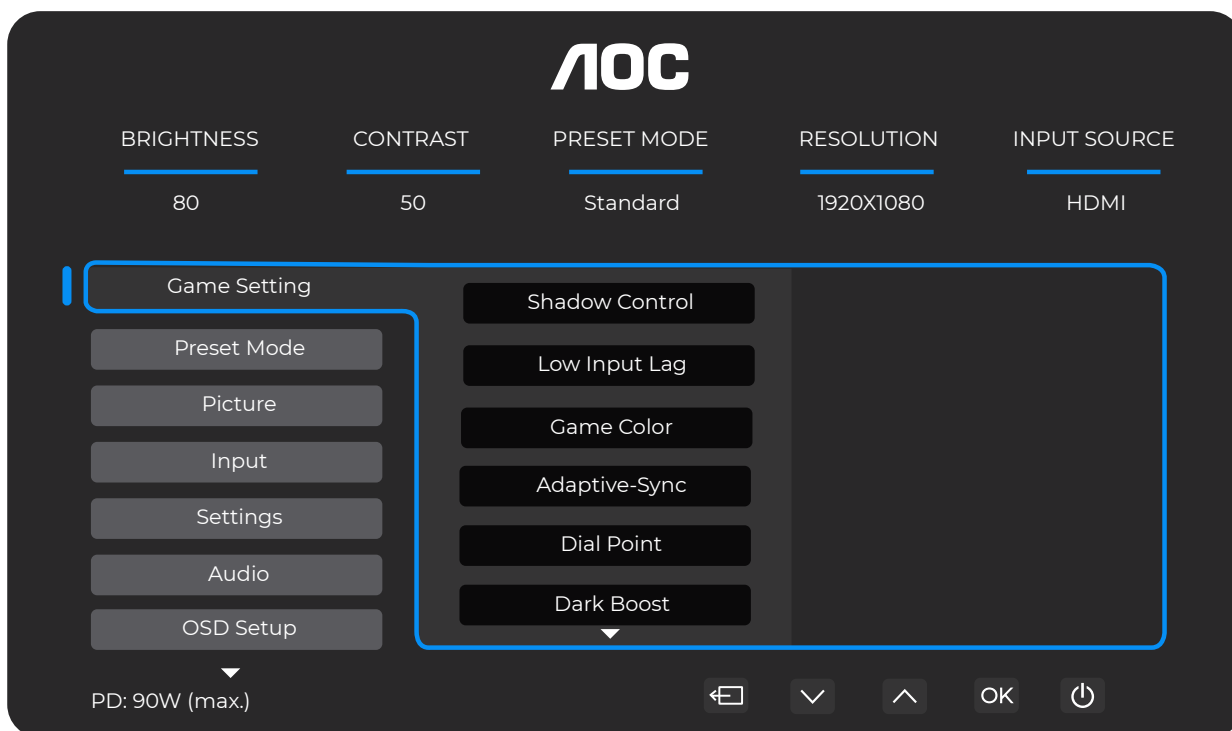 AOC
BRIGHTNESS CONTRAST PRESET MODE RESOLUTION INPUT SOURCE
80 50 Standard 1920X1080 HDMI
Game Setting
Preset Mode
Picture
Input
Settings
Audio
OSD Setup
Shadow Control
Low Input Lag
Game Color
Adaptive-Sync
Dial Point
Dark Boost
PD: 90W (max.)
OK